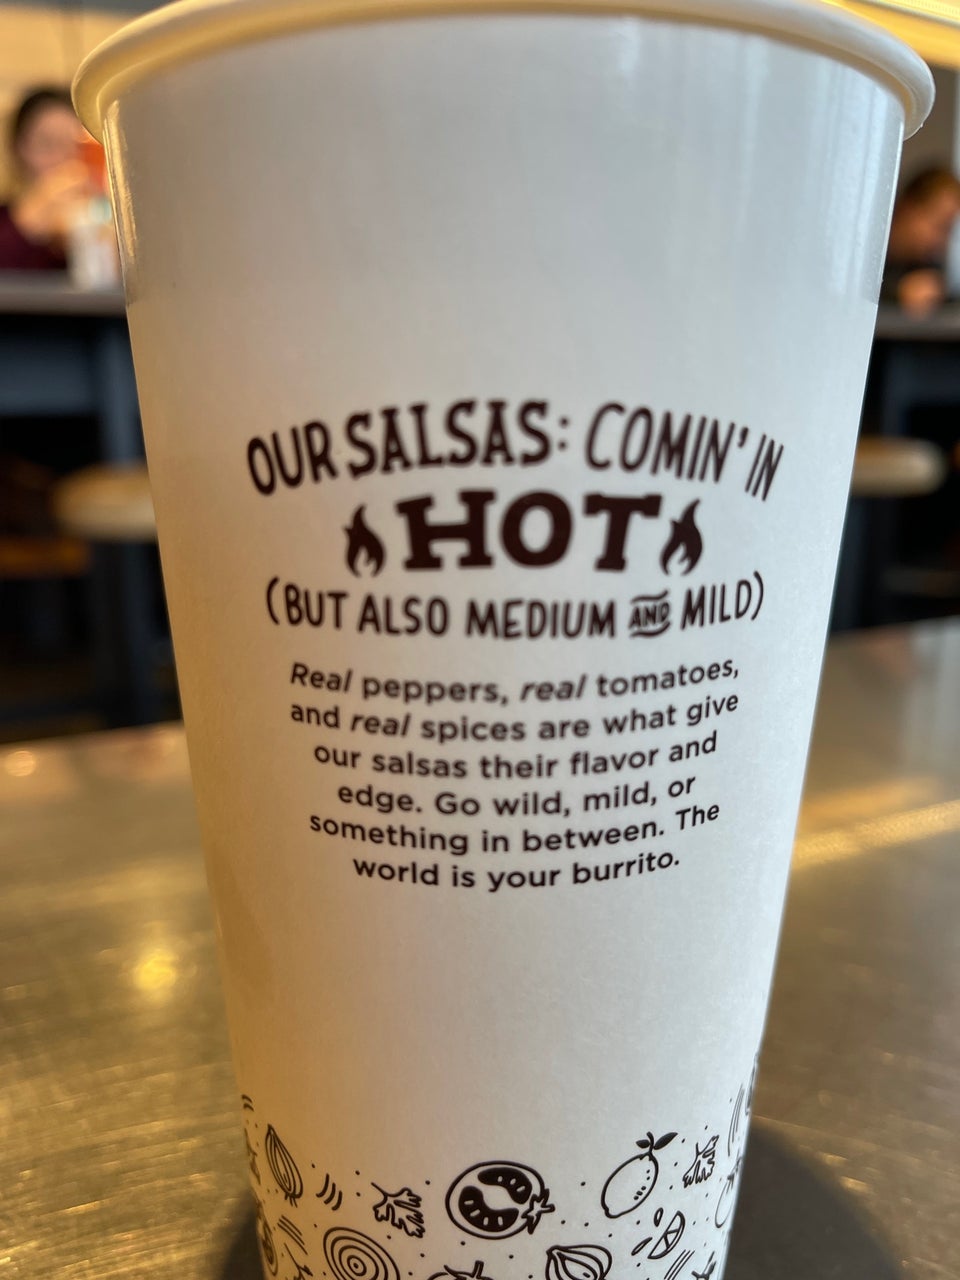 OUR SALSAS: COMIN' IN
HOT
(BUT ALSO MEDIUM AND MILD)
Real peppers, real tomatoes,
and real spices are what give
our salsas their flavor and
edge. Go wild, mild, or
something in between. The
world is your burrito.